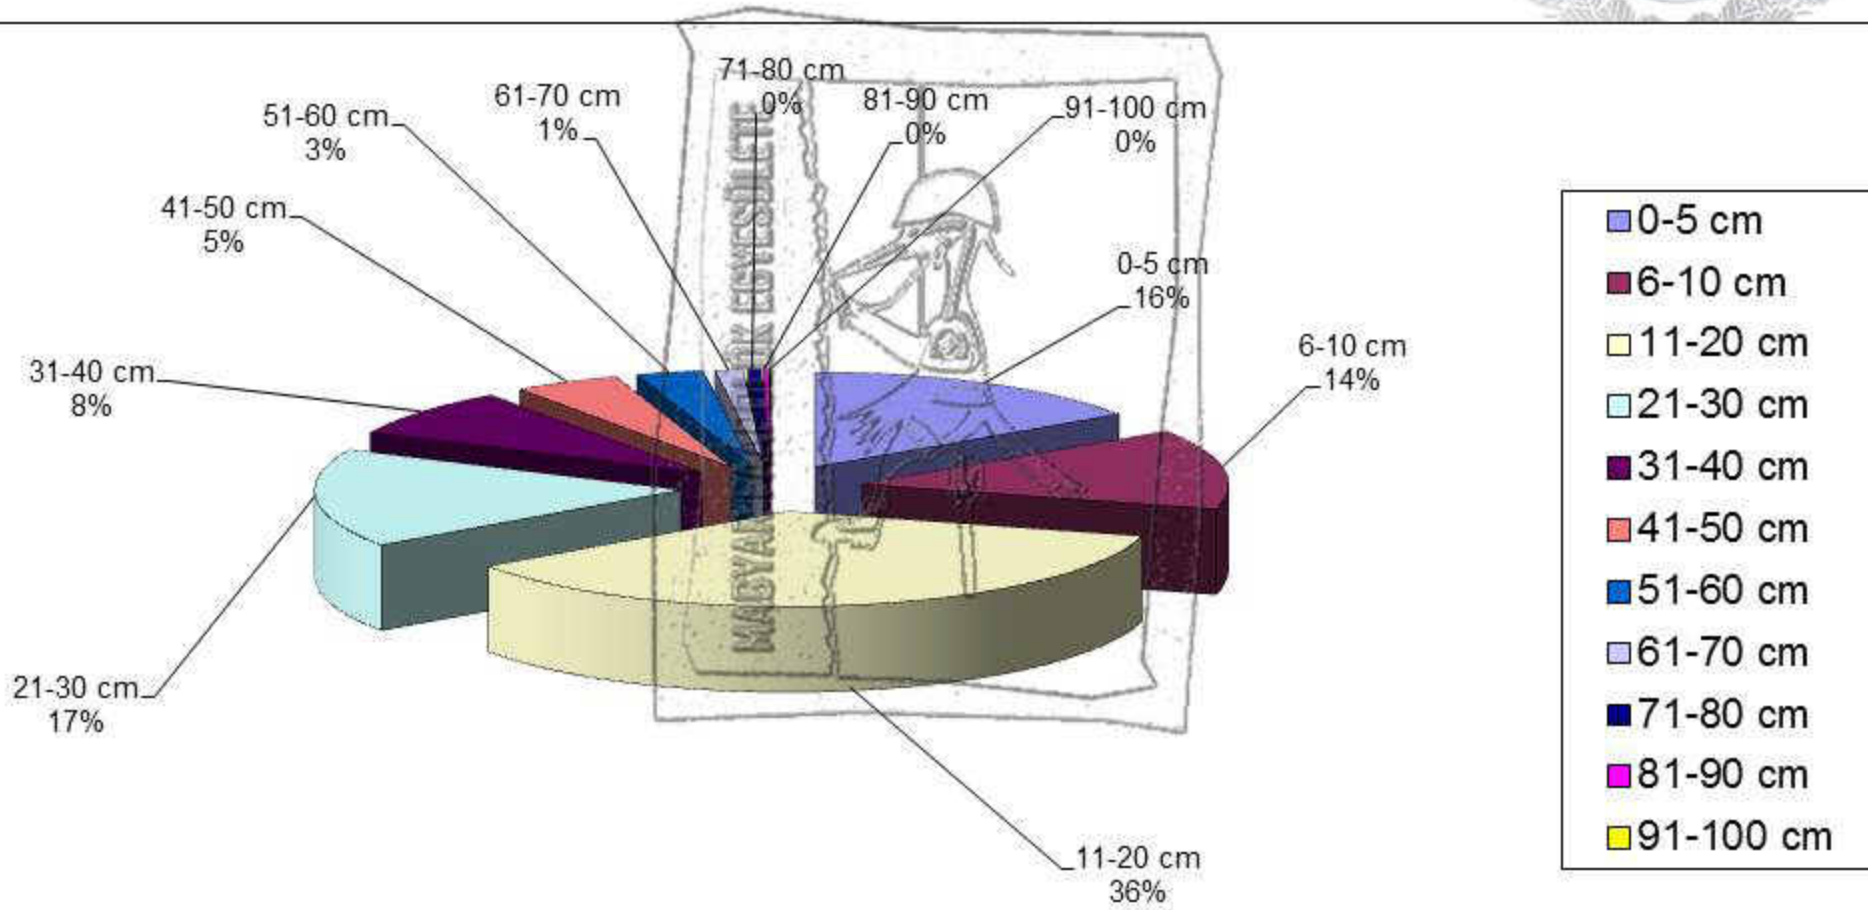 71-80 cm
0%
61-70 cm
1%
81-90 cm
0%
91-100 cm
0%
51-60 cm
3%
41-50 cm
5%
0-5 cm
16%
6-10 cm
14%
31-40 cm
8%
21-30 cm
17%
11-20 cm
36%
0-5 cm
6-10 cm
11-20 cm
21-30 cm
31-40 cm
41-50 cm
51-60 cm
61-70 cm
71-80 cm
81-90 cm
91-100 cm
EGYESÜLETE